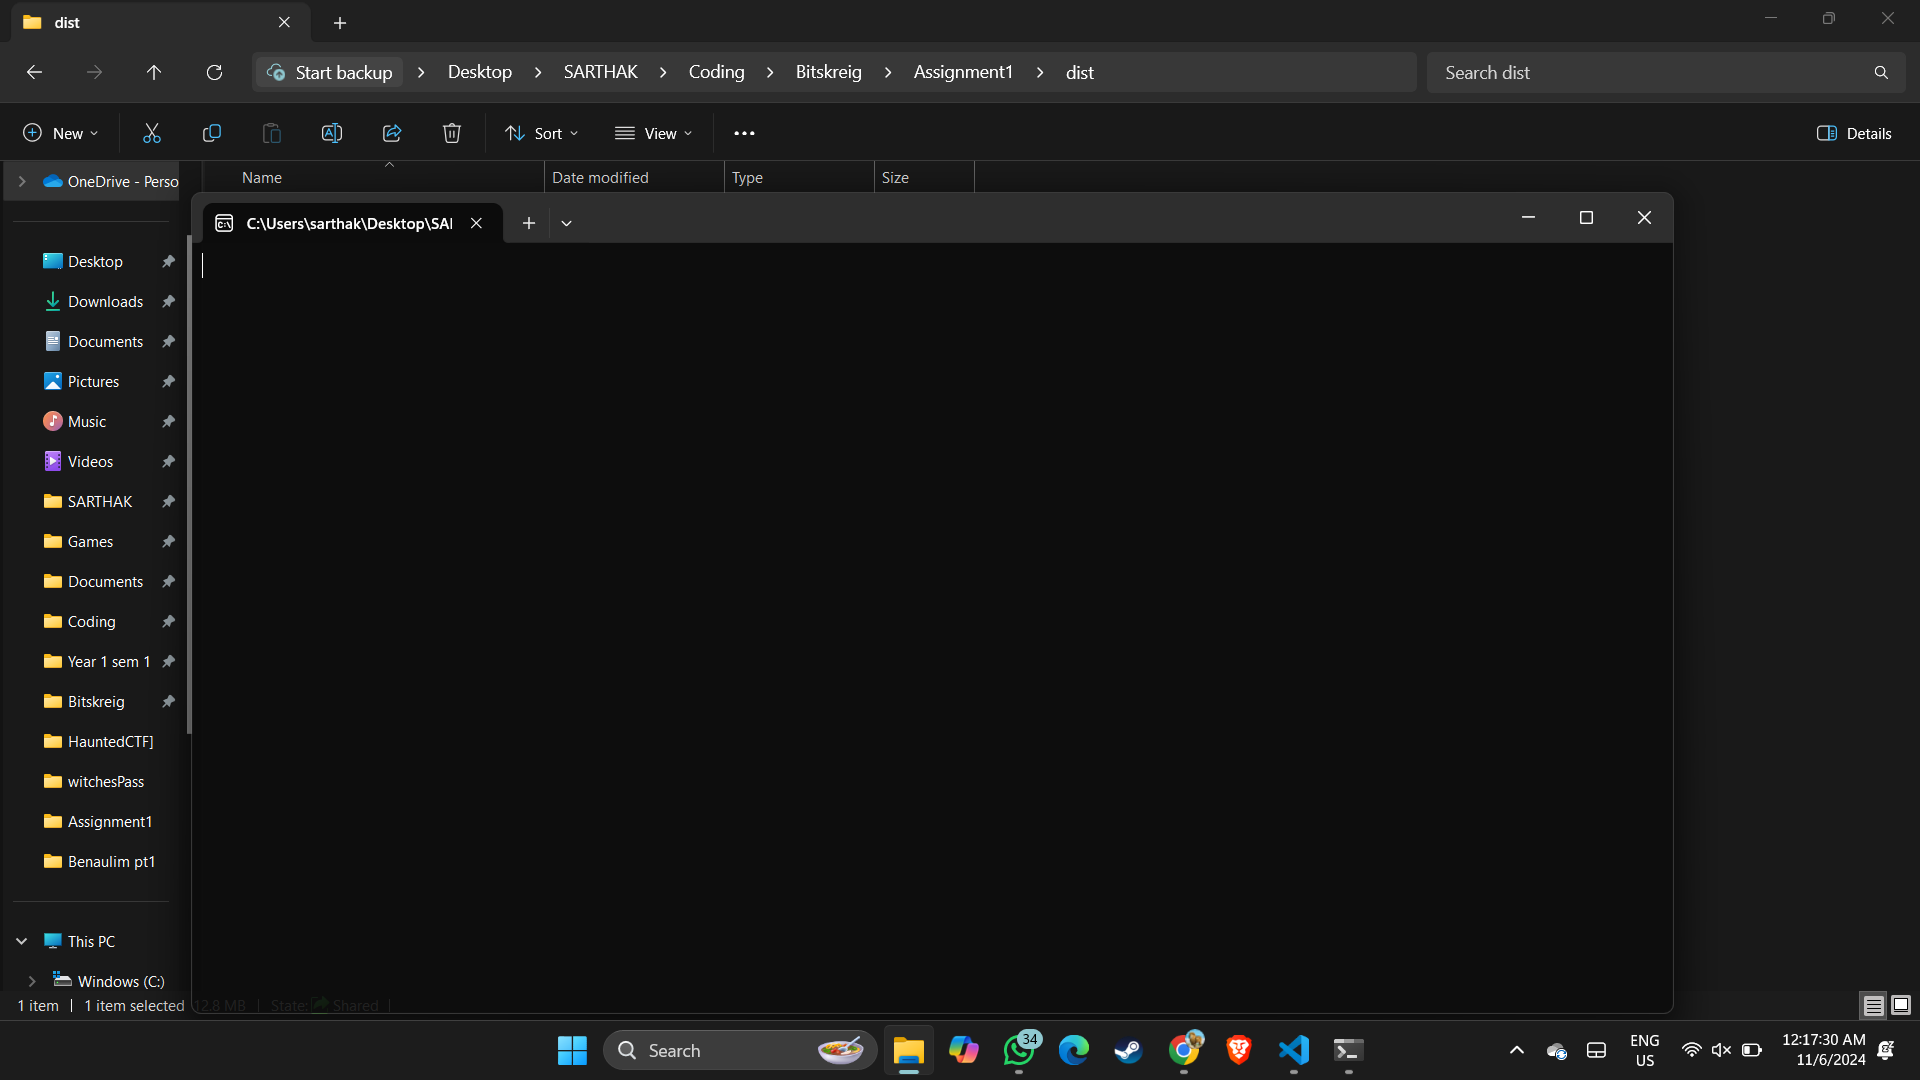 dist
Start backup Desktop SARTHAK Coding Bitskreig Assignment1 dist
Search dist
New Sort View Details
OneDrive - Perso
Name Date modified Type Size
C:\Users\sarthak\Desktop\SAI
Desktop
Downloads
Documents
Pictures
Music
Videos
SARTHAK
Games
Documents
Coding
Year 1 sem 1
Bitskreig
HauntedCTF]
witchesPass
Assignment1
Benaulim pt1
This PC
Windows (C:)
1 item 1 item selected 12.8 MB State: Shared
Search
34
ENG
US
12:17:30 AM
11/6/2024